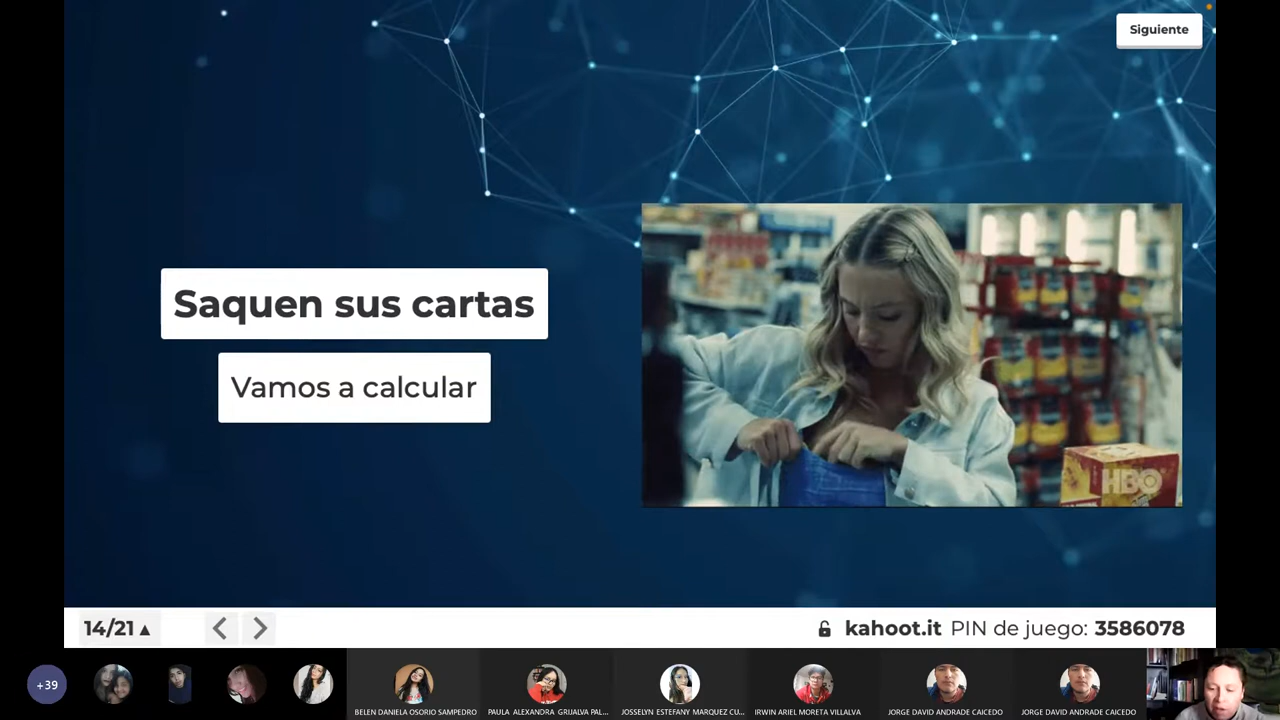 Siguiente
Saquen sus cartas
Vamos a calcular
HBO
14/21
kahoot.it PIN de juego: 3586078
+39
BELEN DANIELA OSORIO SAMPEDRO
PAULA ALEXANDRA GRIJALVA PAL...
JOSSELYN ESTEFANY MARQUEZ CU...
IRWIN ARIEL MORETA VILLALVA
JORGE DAVID ANDRADE CAICEDO
JORGE DAVID ANDRADE CAICEDO